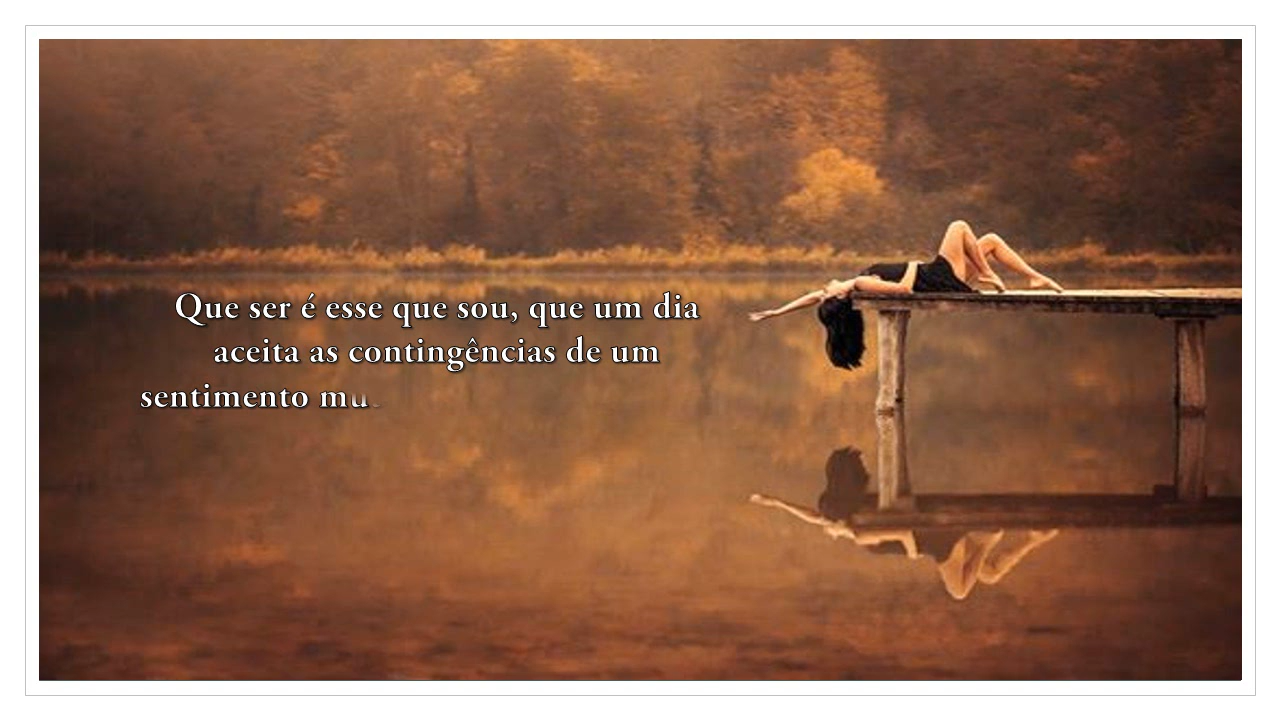 Que ser é esse que sou, que um dia
aceita as contingências de um
sentimento